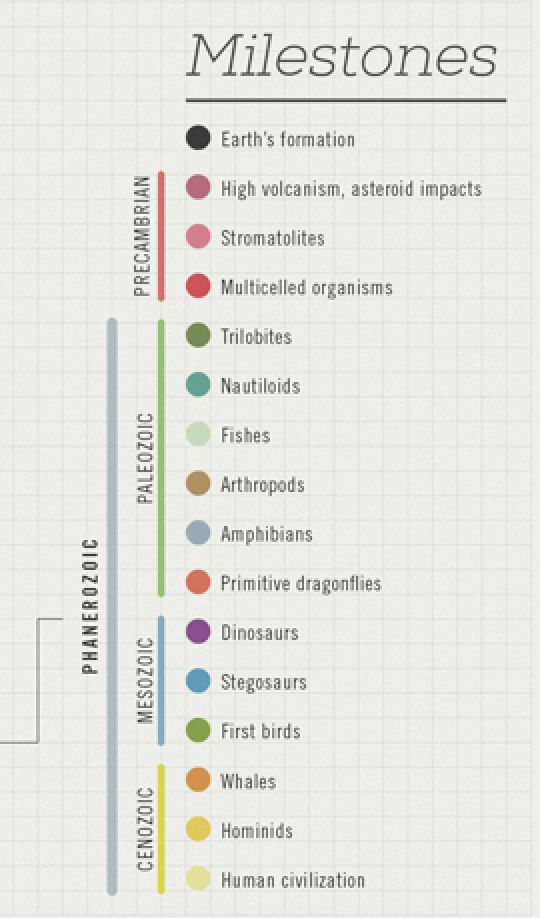 Milestones
Earth's formation
PRECAMBRIAN
High volcanism, asteroid impacts
Stromatolites
Multicelled organisms
PHANEROZOIC
PALEOZOIC
Trilobites
Nautiloids
Fishes
Arthropods
Amphibians
Primitive dragonflies
MESOZOIC
Dinosaurs
Stegosaurs
First birds
CENOZOIC
Whales
Hominids
Human civilization